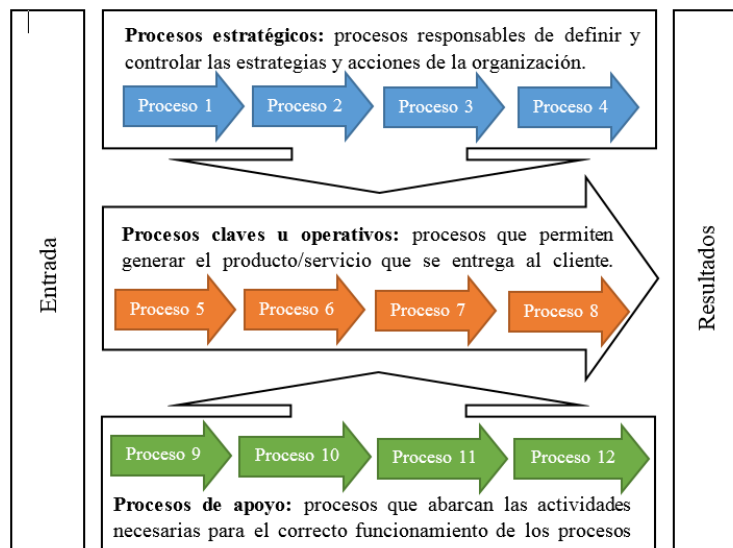 Procesos estratégicos: procesos responsables de definir y
controlar las estrategias y acciones de la organización.
Proceso 1 Proceso 2 Proceso 3 Proceso 4
Entrada
Procesos claves u operativos: procesos que permiten
generar el producto/servicio que se entrega al cliente.
Proceso 5 Proceso 6 Proceso 7 Proceso 8
Resultados
Proceso 9 Proceso 10 Proceso 11 Proceso 12
Procesos de apoyo: procesos que abarcan las actividades
necesarias para el correcto funcionamiento de los procesos